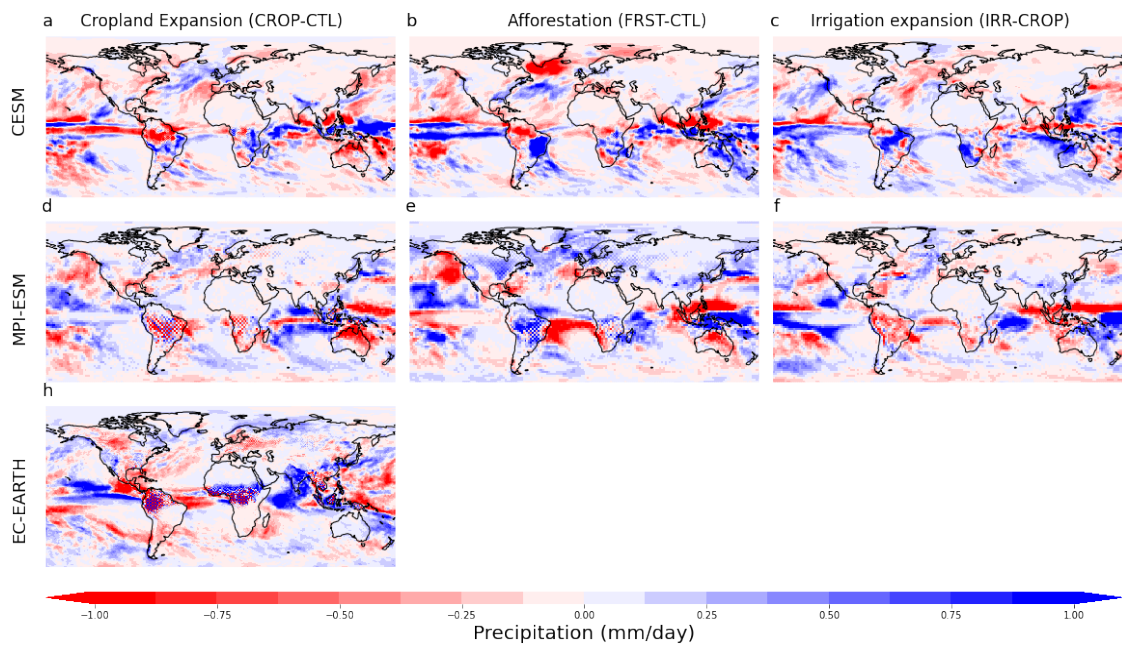 a Cropland Expansion (CROP-CTL) b Afforestation (FRST-CTL) c Irrigation expansion (IRR-CROP)
CESM
d e f
MPI-ESM
h
EC-EARTH
−1.00 −0.75 −0.50 −0.25 0.00 0.25 0.50 0.75 1.00
Precipitation (mm/day)